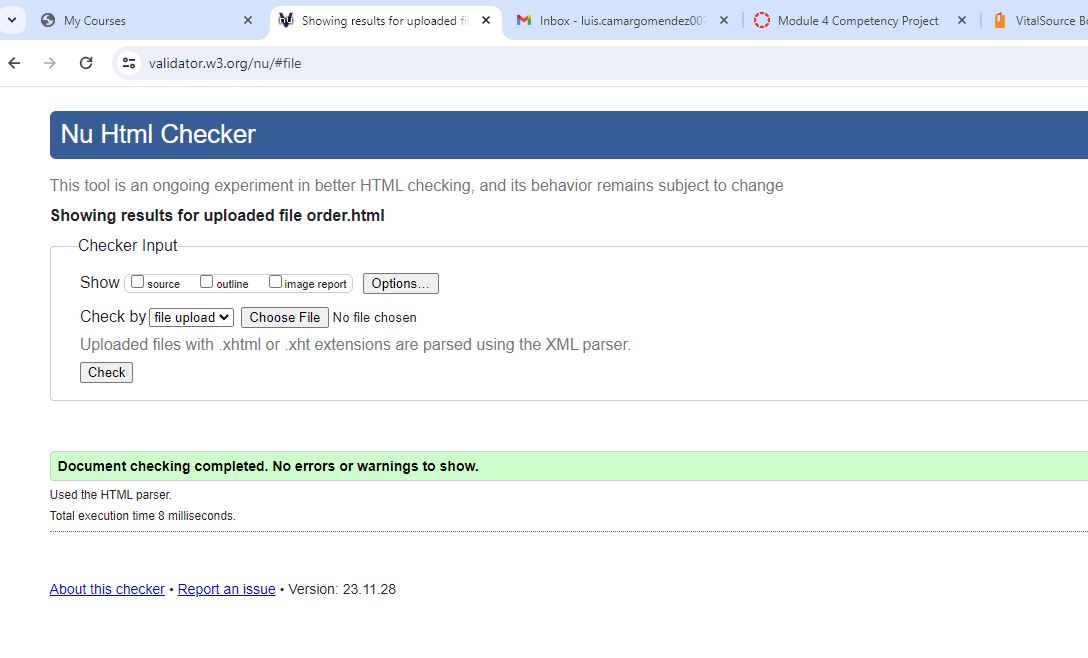 My Courses
Showing results for uploaded fi
Inbox - luis.camargomendez007
Module 4 Competency Project
VitalSource Bo
validator.w3.org/nu/#file
Nu Html Checker
This tool is an ongoing experiment in better HTML checking, and its behavior remains subject to change
Showing results for uploaded file order.html
Checker Input
Show source outline image report Options...
Check by file upload Choose File No file chosen
Uploaded files with .xhtml or .xht extensions are parsed using the XML parser.
Check
Document checking completed. No errors or warnings to show.
Used the HTML parser.
Total execution time 8 milliseconds.
About this checker • Report an issue • Version: 23.11.28